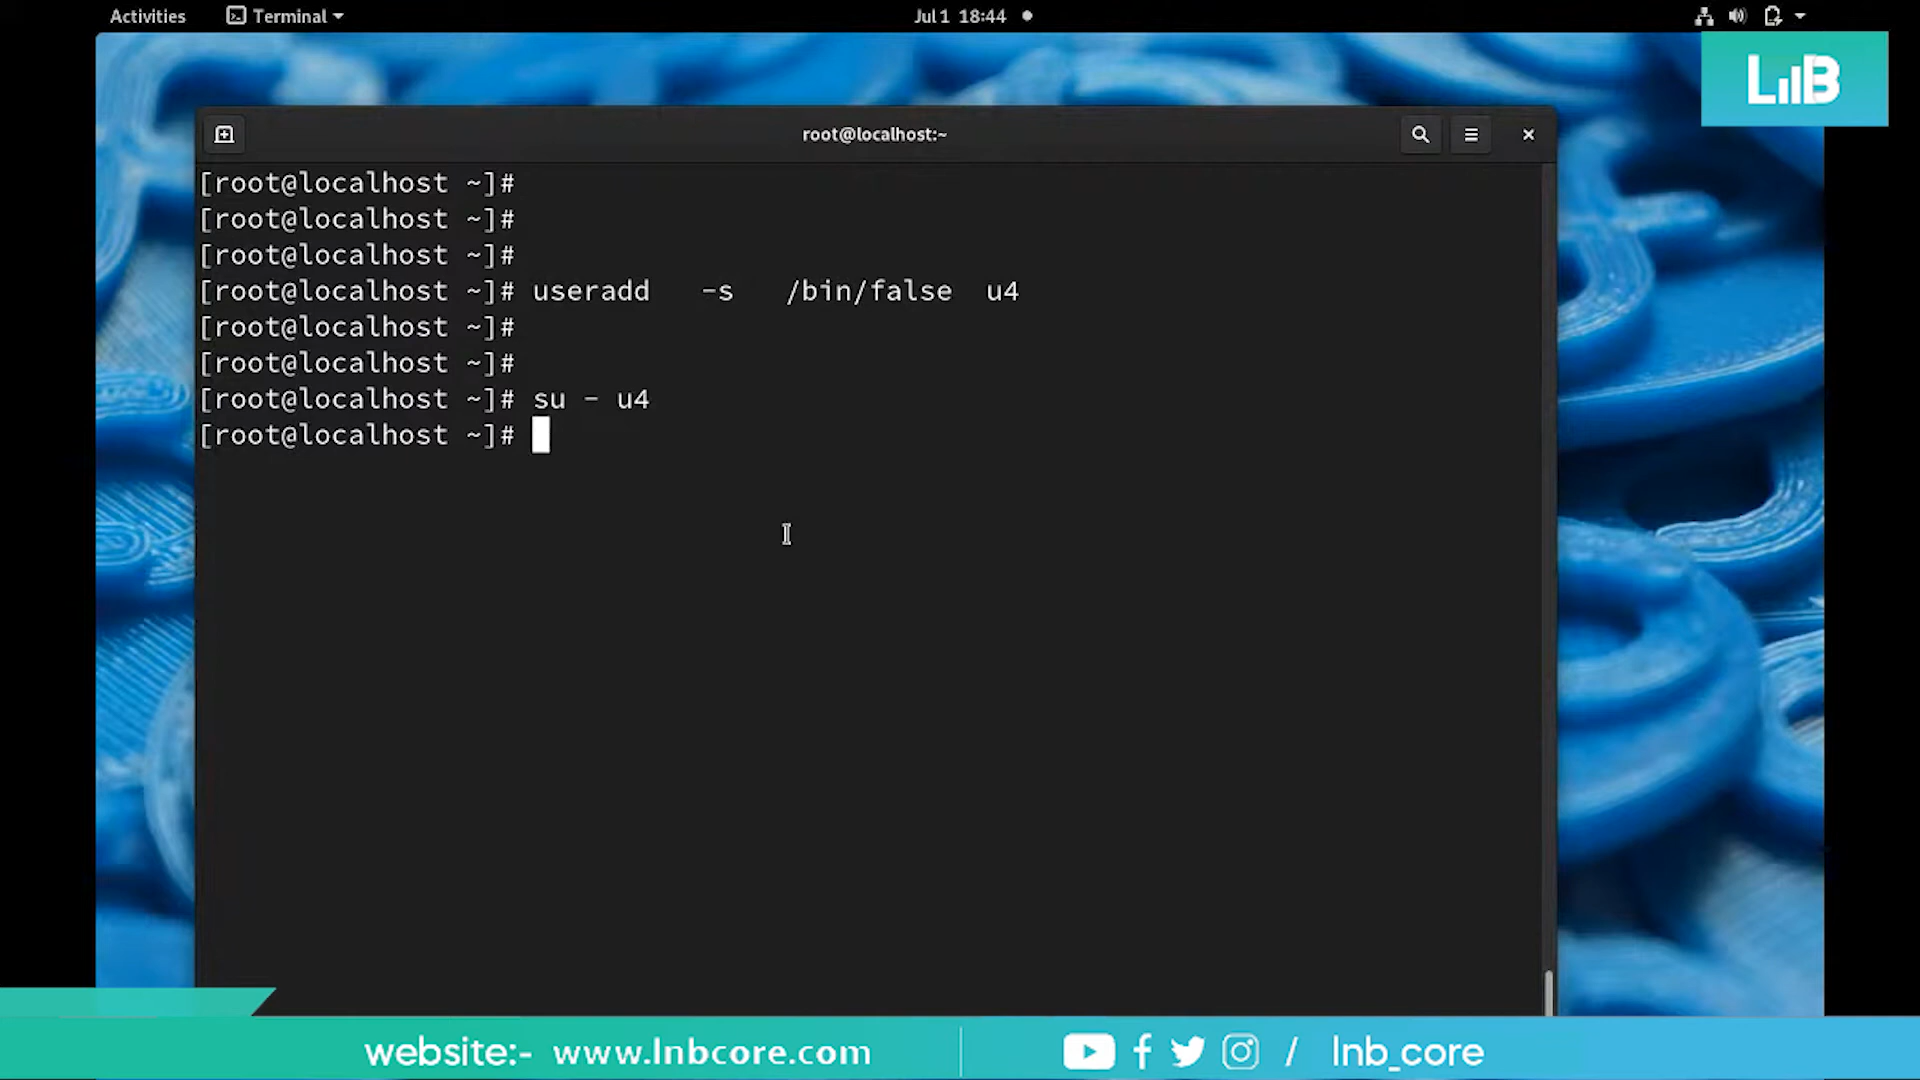 Activities Terminal Jul 1 18:44
LNB
root@localhost:~
[root@localhost ~]#
[root@localhost ~]#
[root@localhost ~]#
[root@localhost ~]# useradd -s /bin/false u4
[root@localhost ~]#
[root@localhost ~]#
[root@localhost ~]# su - u4
[root@localhost ~]#
website:- www.lnbcore.com / lnb_core